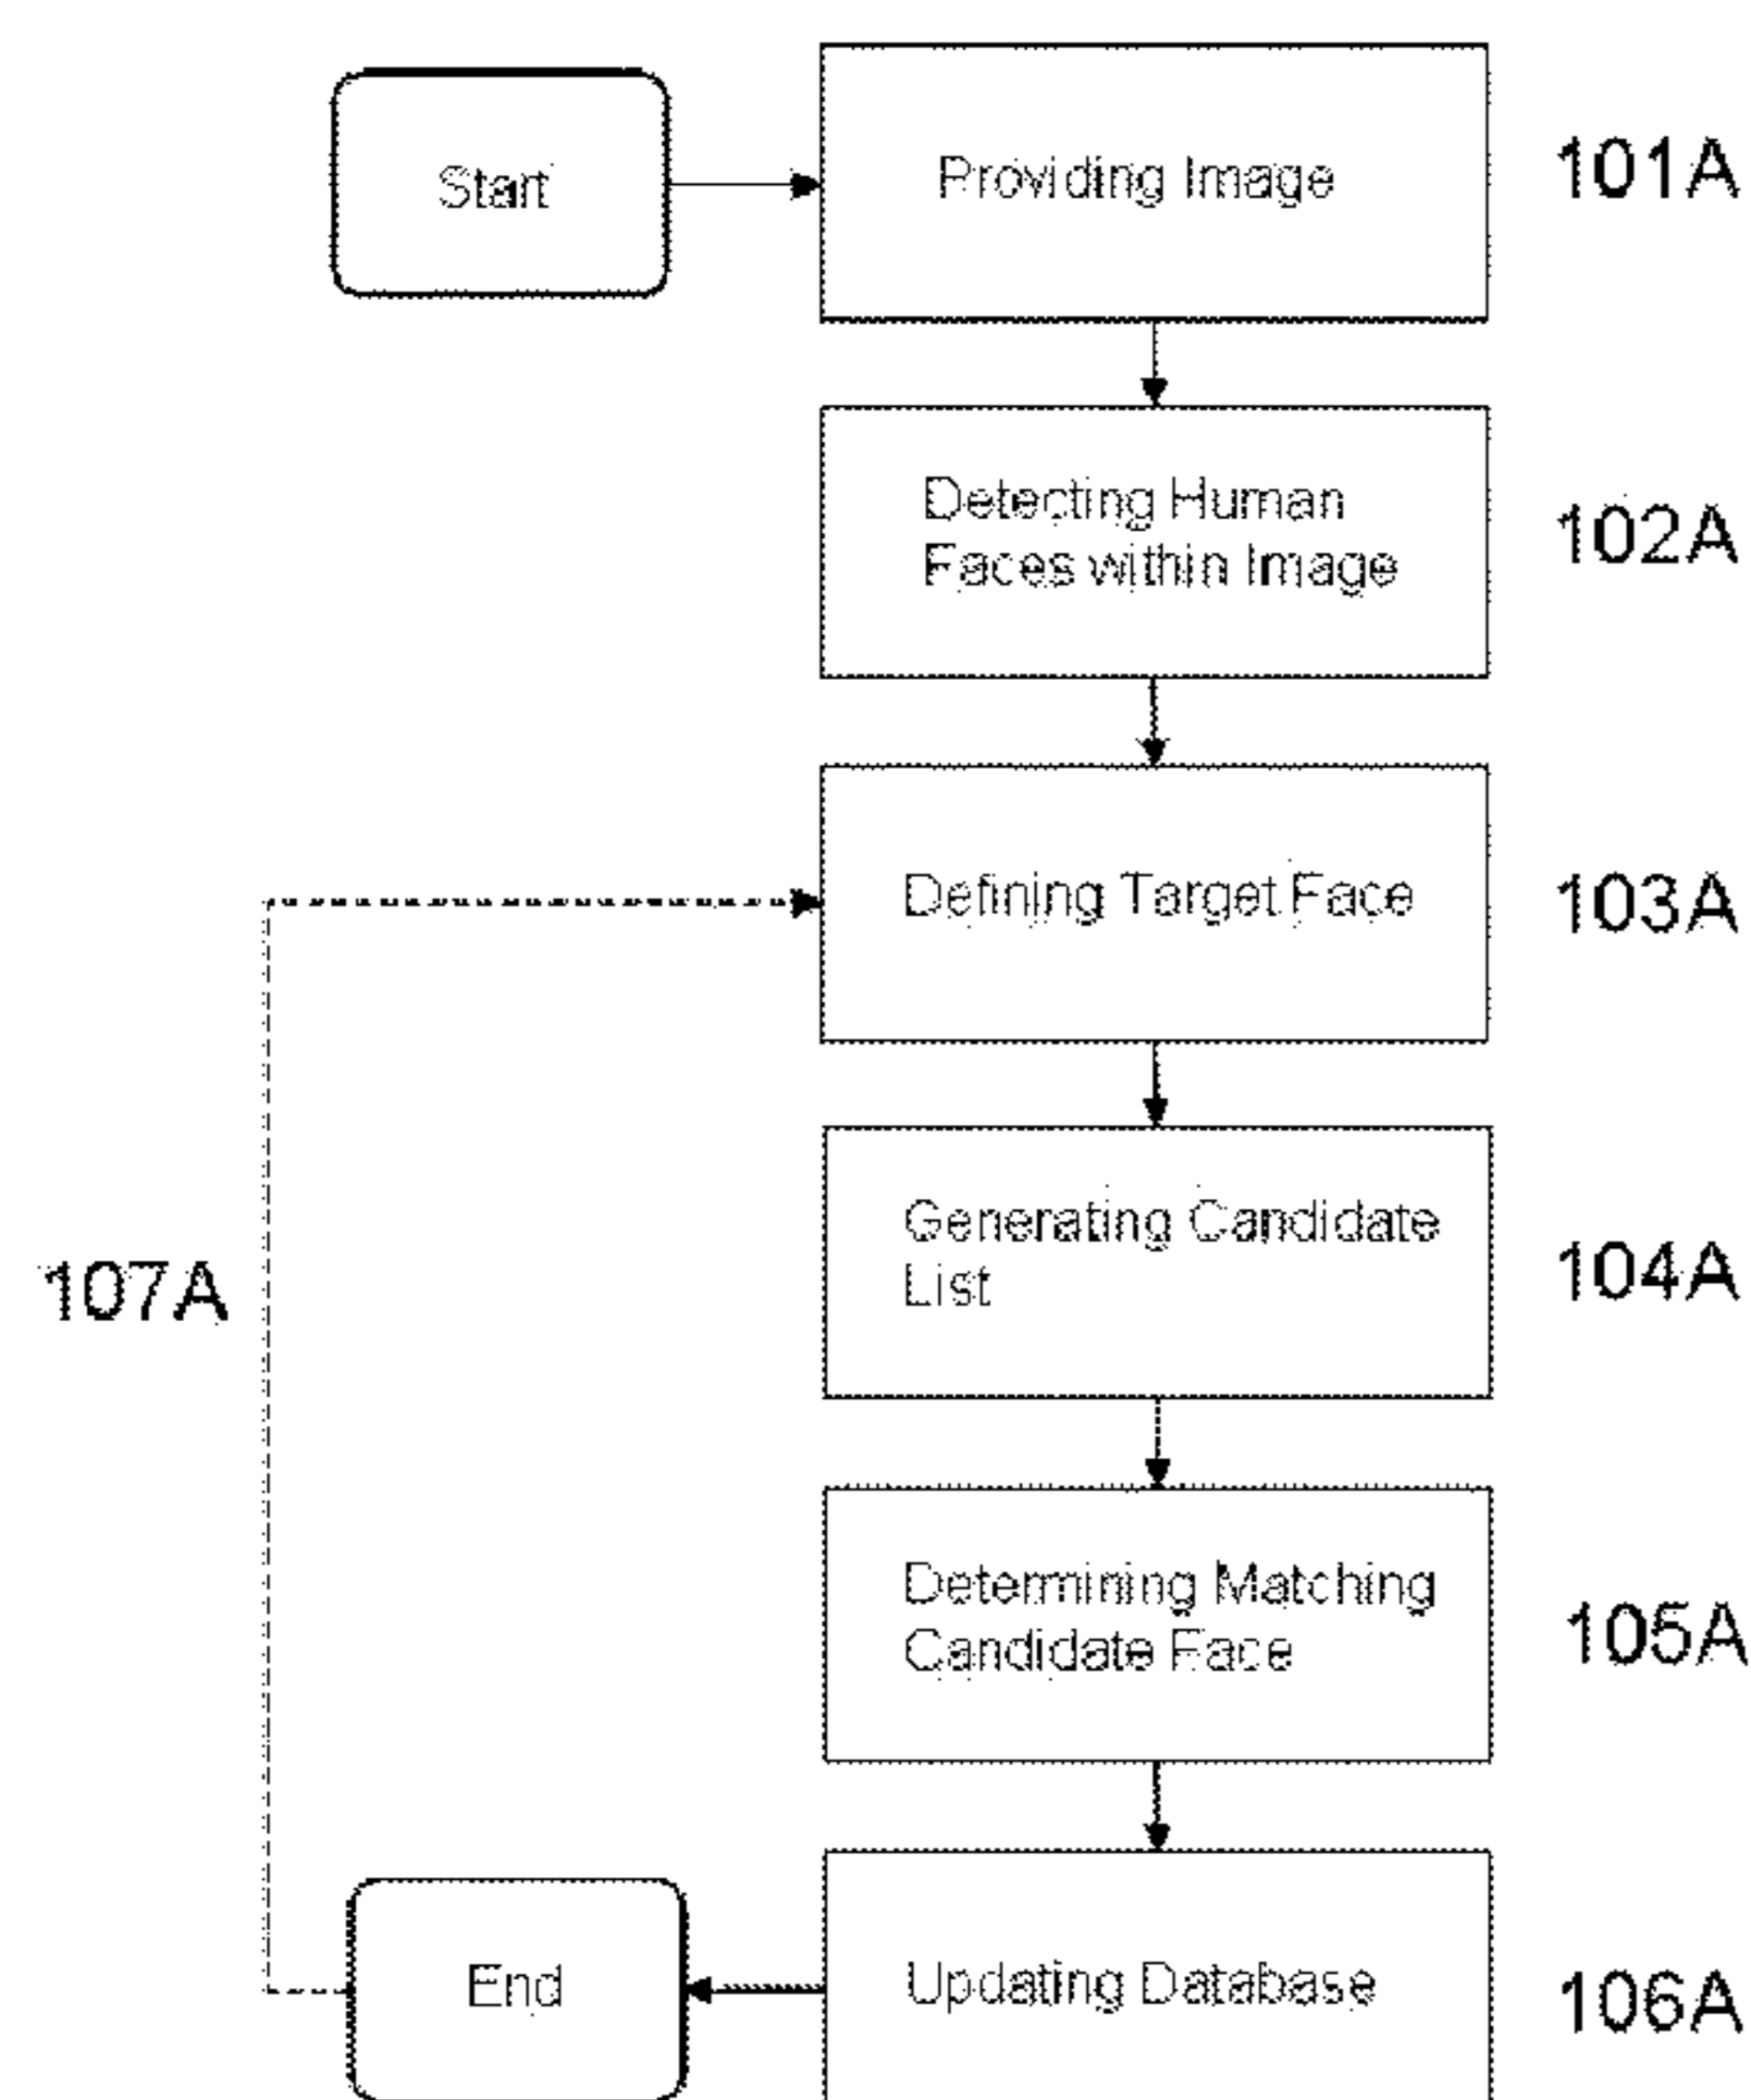 Start
Providing Image
101A
Detecting Human
Faces within Image
102A
Defining Target Face
103A
Generating Candidate
List
104A
107A
Determining Matching
Candidate Face
105A
End
Updating Database
106A